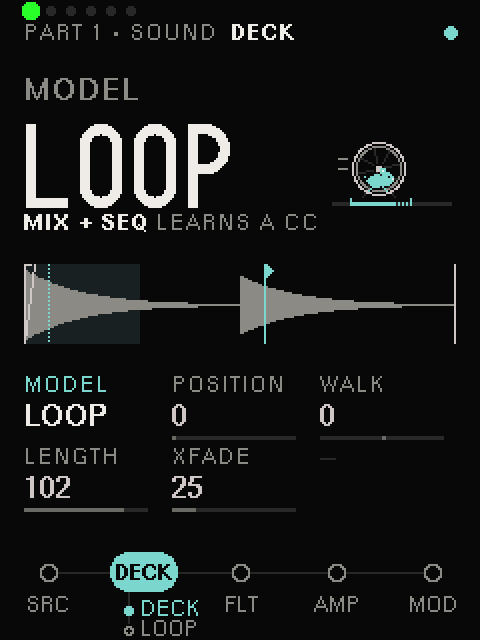 PART 1 · SOUND DECK
MODEL
LOOP
MIX + SEQ LEARNS A CC
MODEL POSITION WALK
LOOP 0 0
LENGTH XFADE —
102 25
SRC DECK FLT AMP MOD
DECK
LOOP